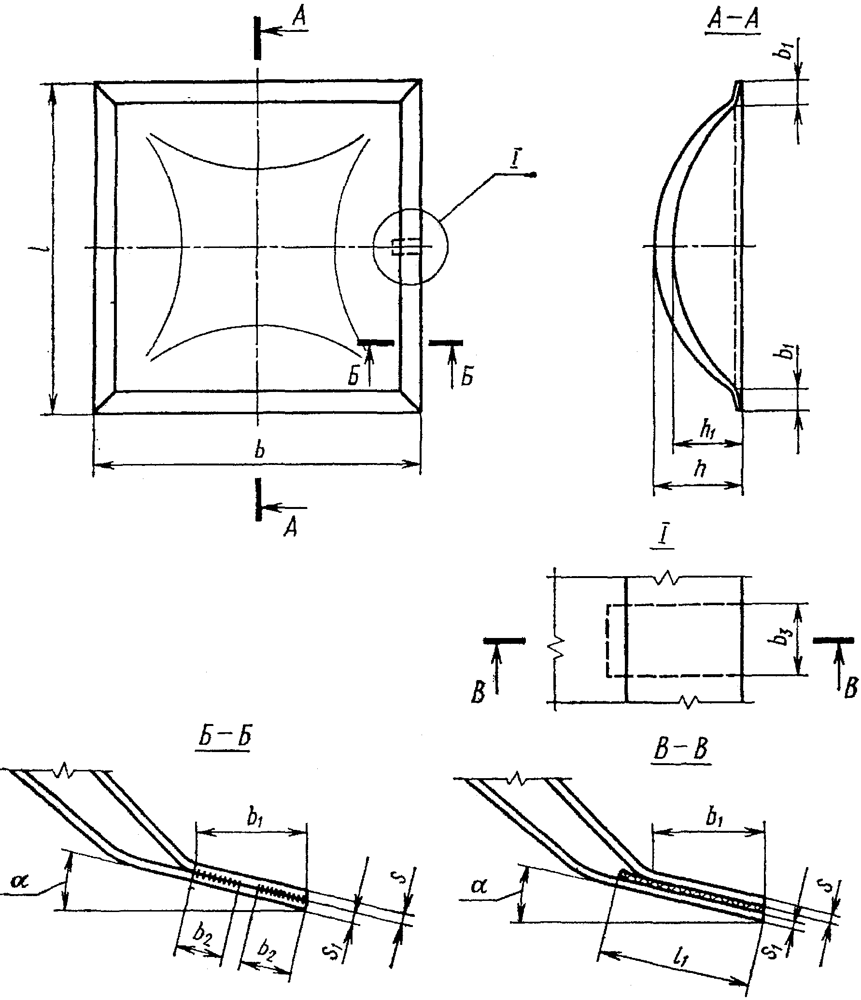 А
А–А
b₁
I
l
Б
Б
b₁
h₁
b
h
А
I
b₃
В
В
Б–Б
В–В
b₁
b₁
α
S
α
S
b₂
b₂
S₁
l₁
S₁